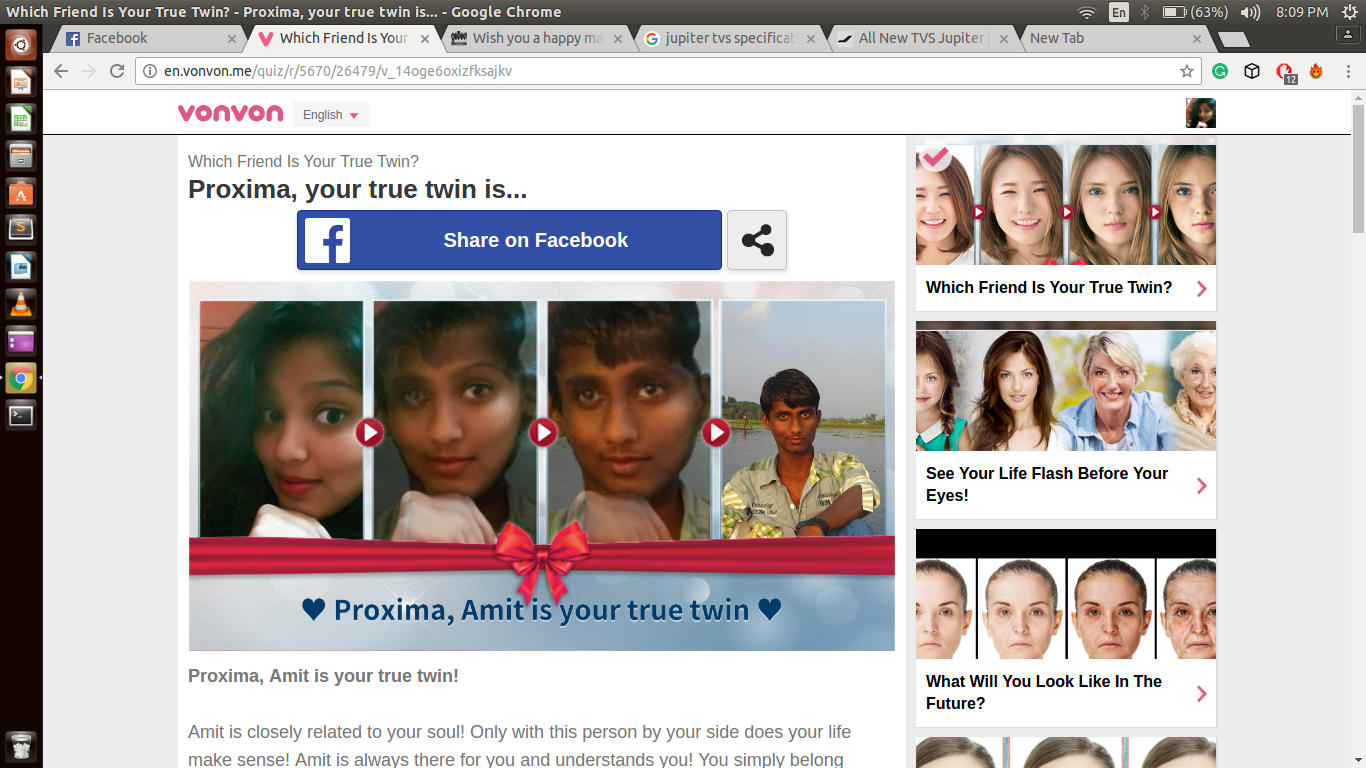 Which Friend Is Your True Twin? - Proxima, your true twin is... - Google Chrome
En
(63%)
8:09 PM
Facebook
Which Friend Is Your
Wish you a happy ma
jupiter tvs specificat
All New TVS Jupiter |
New Tab
en.vonvon.me/quiz/r/5670/26479/v_14oge6oxizfksajkv
12
vonvon
English
Which Friend Is Your True Twin?
Proxima, your true twin is...
Share on Facebook
Proxima, Amit is your true twin
Proxima, Amit is your true twin!
Amit is closely related to your soul! Only with this person by your side does your life
make sense! Amit is always there for you and understands you! You simply belong
Which Friend Is Your True Twin?
See Your Life Flash Before Your
Eyes!
What Will You Look Like In The
Future?